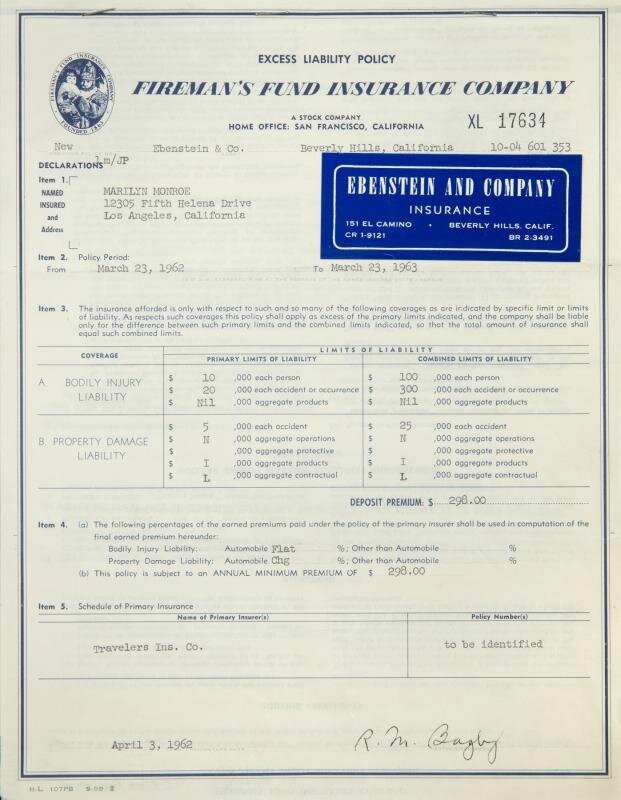 EXCESS LIABILITY POLICY
FIREMAN'S FUND INSURANCE COMPANY
FIREMAN'S FUND INSURANCE COMPANY
FOUNDED 1863
A STOCK COMPANY
HOME OFFICE: SAN FRANCISCO, CALIFORNIA XL 17634
New Ebenstein & Co. Beverly Hills, California 10-04 601 353
DECLARATIONS lm/JP
Item 1.
NAMED INSURED and Address
MARILYN MONROE
12305 Fifth Helena Drive
Los Angeles, California
EBENSTEIN AND COMPANY
INSURANCE
151 EL CAMINO • BEVERLY HILLS, CALIF.
CR 1-9121 BR 2-3491
Item 2. Policy Period:
From March 23, 1962 To March 23, 1963
Item 3. The insurance afforded is only with respect to such and so many of the following coverages as are indicated by specific limit or limits
of liability. As respects such coverages this policy shall apply as excess of the primary limits indicated, and the company shall be liable
only for the difference between such primary limits and the combined limits indicated, so that the total amount of insurance shall
equal such combined limits.
COVERAGE LIMITS OF LIABILITY
PRIMARY LIMITS OF LIABILITY COMBINED LIMITS OF LIABILITY
A. BODILY INJURY LIABILITY
$ 10 ,000 each person $ 100 ,000 each person
$ 20 ,000 each accident or occurrence $ 300 ,000 each accident or occurrence
$ Nil ,000 aggregate products $ Nil ,000 aggregate products
B. PROPERTY DAMAGE LIABILITY
$ 5 ,000 each accident $ 25 ,000 each accident
$ N ,000 aggregate operations $ N ,000 aggregate operations
$ ,000 aggregate protective $ ,000 aggregate protective
$ I ,000 aggregate products $ I ,000 aggregate products
$ L ,000 aggregate contractual $ L ,000 aggregate contractual
DEPOSIT PREMIUM: $ 298.00
Item 4. (a) The following percentages of the earned premiums paid under the policy of the primary insurer shall be used in computation of the
final earned premium hereunder:
Bodily Injury Liability: Automobile Flat %; Other than Automobile %
Property Damage Liability: Automobile Chg %; Other than Automobile %
(b) This policy is subject to an ANNUAL MINIMUM PREMIUM OF $ 298.00
Item 5. Schedule of Primary Insurance
Name of Primary Insurer(s) Policy Number(s)
Travelers Ins. Co. to be identified
April 3, 1962 R. M. Bagby